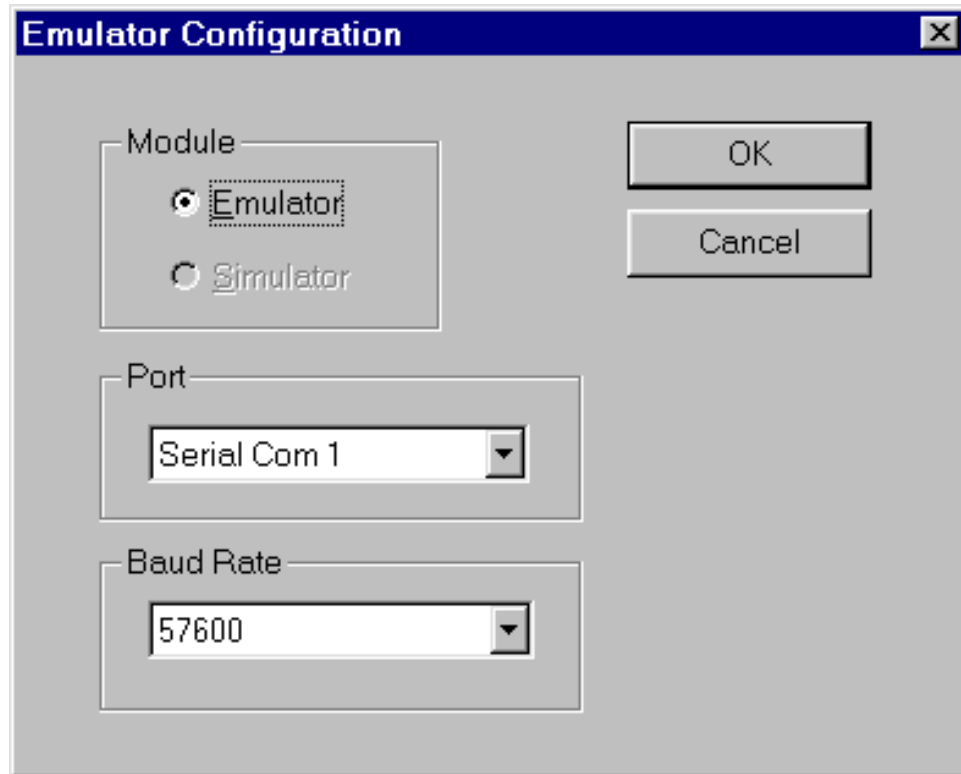 Emulator Configuration
Module
Emulator
Simulator
OK
Cancel
Port
Serial Com 1
Baud Rate
57600